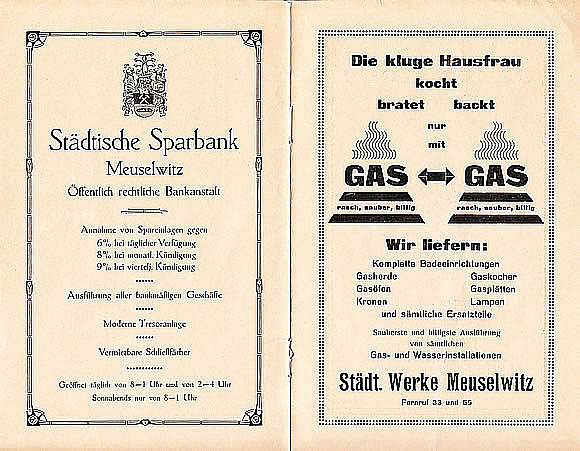 Städtische Sparbank
Meuselwitz
Öffentlich rechtliche Bankanstalt
Annahme von Spareinlagen gegen
6% bei täglicher Verfügung
8% bei monatl. Kündigung
9% bei vierteljı. Kündigung
Ausführung aller bankmäßigen Geschäfte
Moderne Tresoranlage
Vermietbare Schließfächer
Geöffnet täglich von 8–1 Uhr und von 2–4 Uhr
Sonnabends nur von 8–1 Uhr
Die kluge Hausfrau
kocht
bratet backt
nur
mit
GAS GAS
rasch, sauber, billig rasch, sauber, billig
Wir liefern:
Komplette Badeeinrichtungen
Gasherde Gaskocher
Gasöfen Gasplätten
Kronen Lampen
und sämtliche Ersatzteile
Sauberste und billigste Ausführung
von sämtlichen
Gas- und Wasserinstallationen
Städt. Werke Meuselwitz
Fernruf 33 und 55